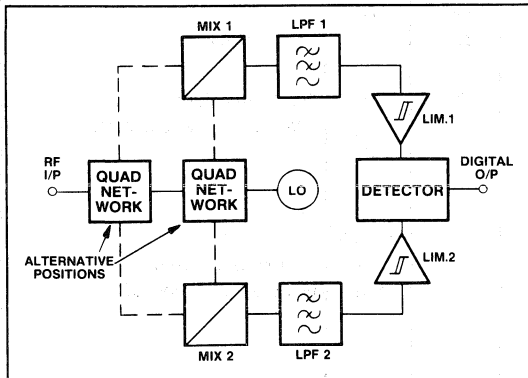 MIX 1
LPF 1
LIM.1
RF
I/P
QUAD
NET-
WORK
QUAD
NET-
WORK
LO
DETECTOR
DIGITAL
O/P
ALTERNATIVE
POSITIONS
LIM.2
MIX 2
LPF 2